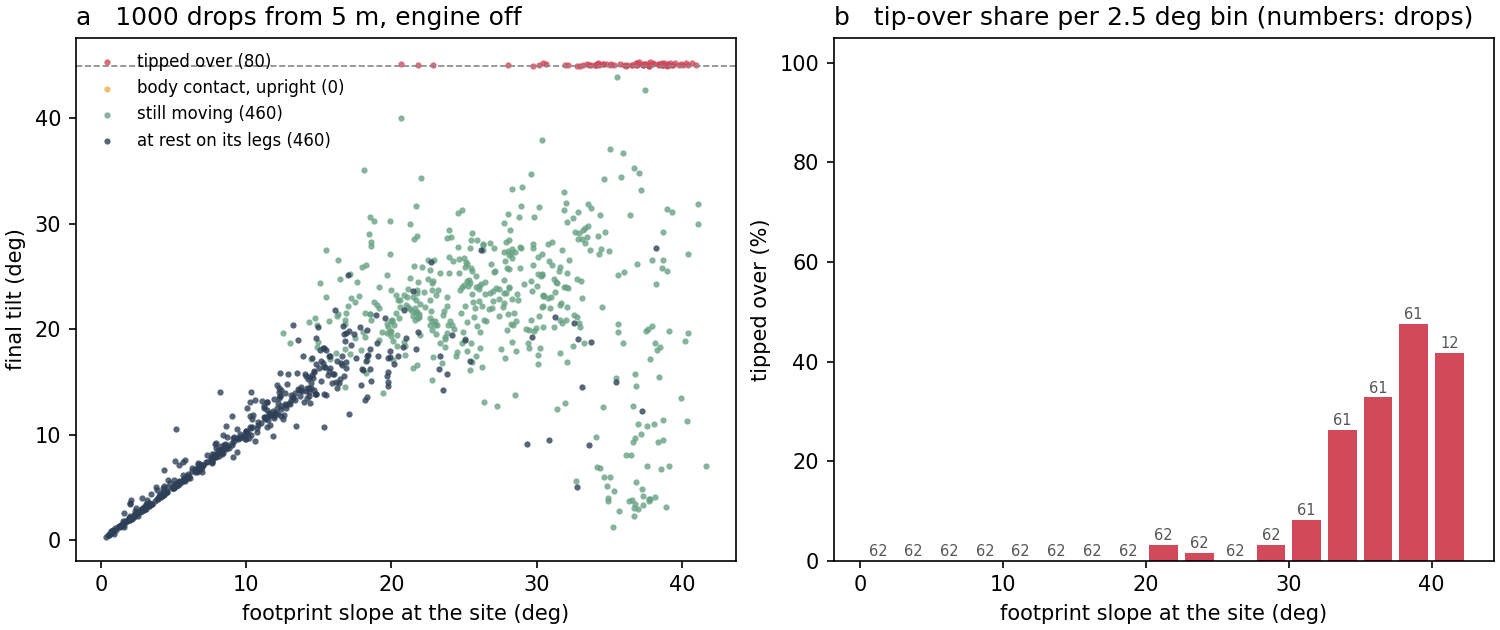 a 1000 drops from 5 m, engine off
tipped over (80)
body contact, upright (0)
still moving (460)
at rest on its legs (460)
40
30
20
10
0
final tilt (deg)
0 10 20 30 40
footprint slope at the site (deg)
b tip-over share per 2.5 deg bin (numbers: drops)
100
80
60
40
20
0
tipped over (%)
62 62 62 62 62 62 62 62 62 62 62 62 61 61 61 61 12
0 10 20 30 40
footprint slope at the site (deg)